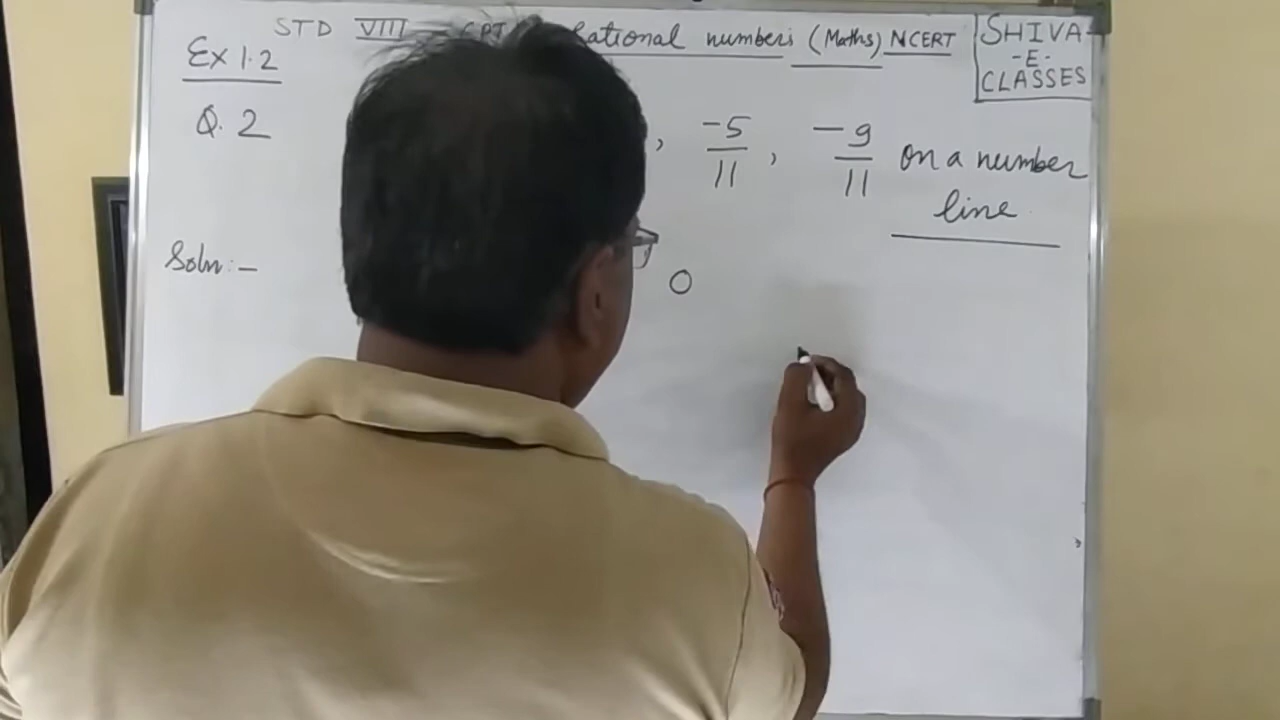 STD VIII Rational numbers (Maths) NCERT
SHIVA
-E-
CLASSES
Ex 1.2
Q. 2 , -5/11 , -9/11 on a number
line
Soln:-
0